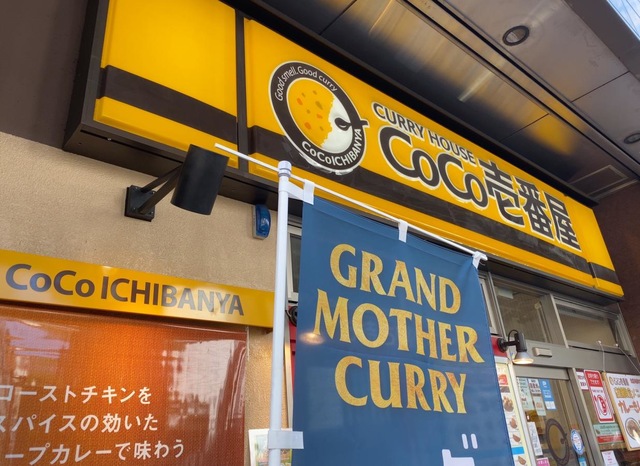 Good smell. Good curry
CoCoICHIBANYA
CURRY HOUSE
CoCo壱番屋
CoCo ICHIBANYA
GRAND
MOTHER
CURRY
ローストチキンを
スパイスの効いた
ープカレーで味わう